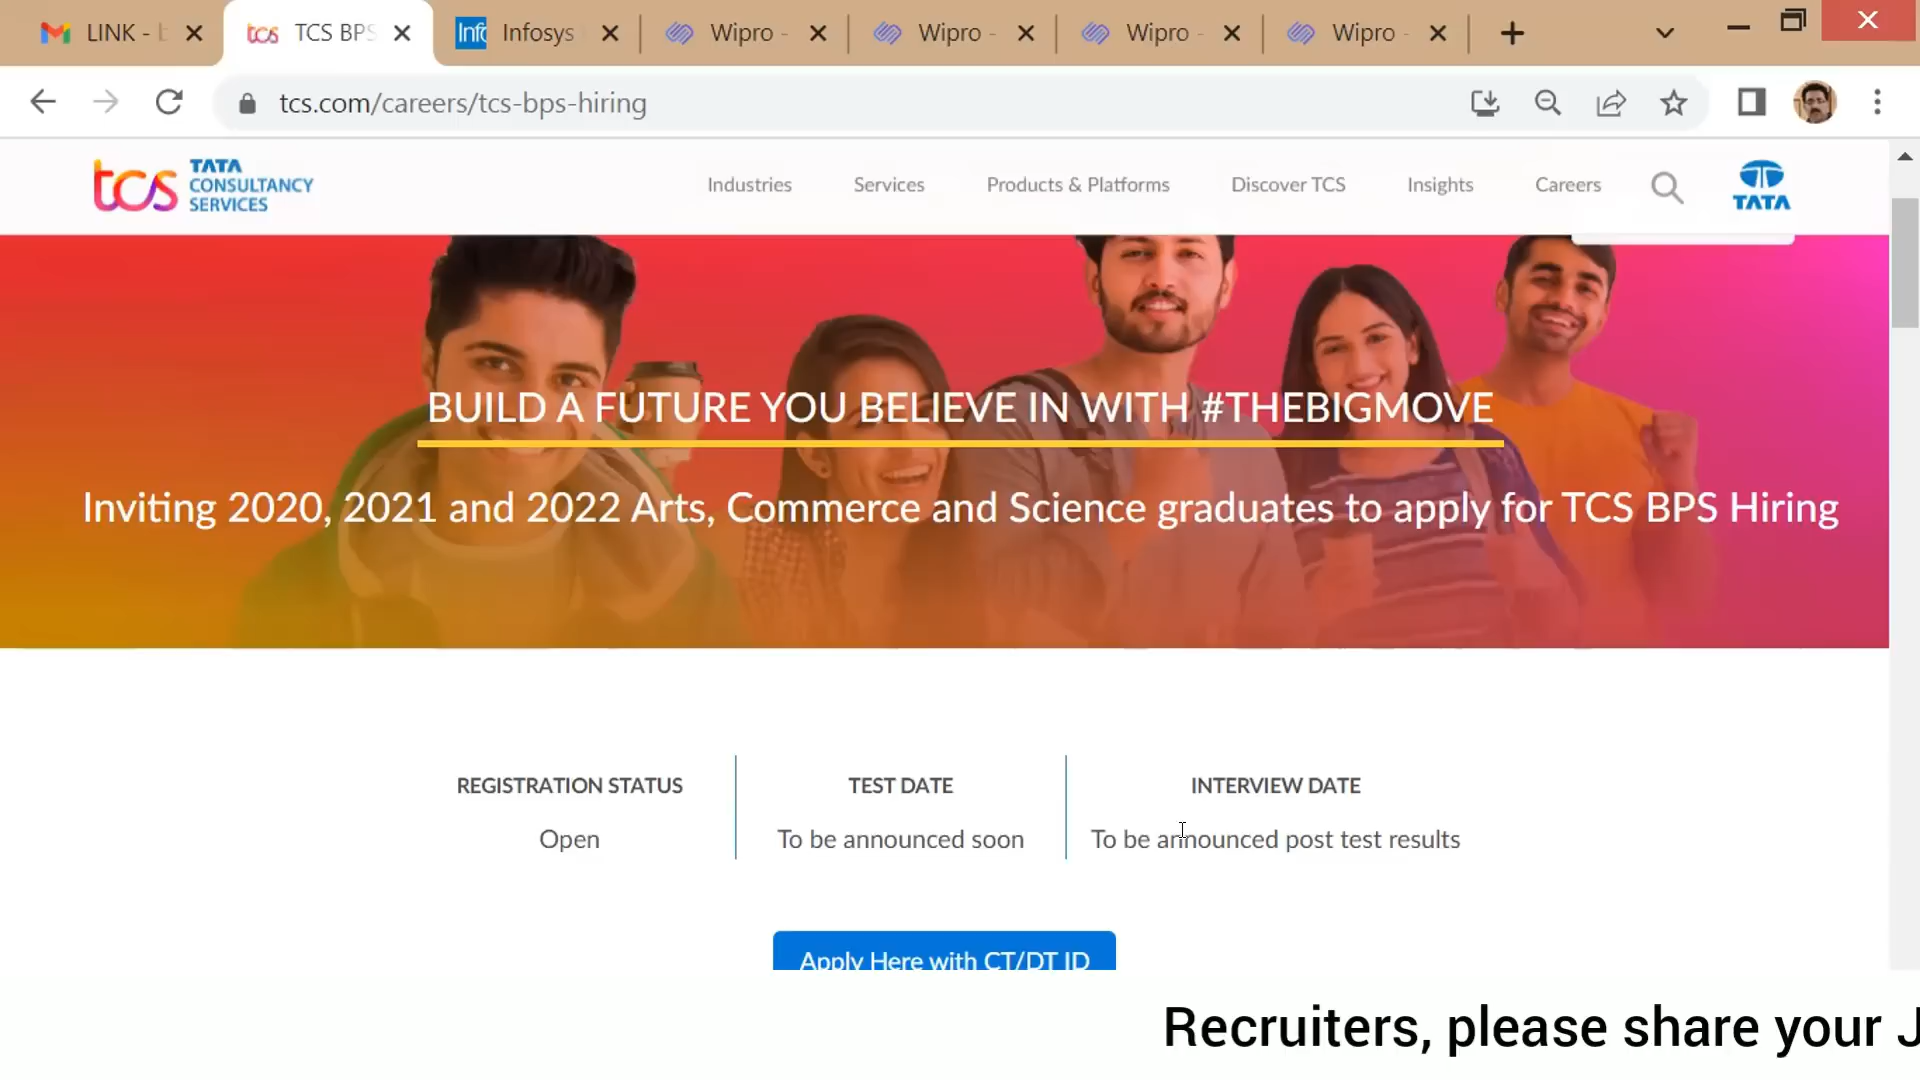 LINK -
TCS BPS
Infosys
Wipro -
Wipro -
Wipro -
Wipro -
tcs.com/careers/tcs-bps-hiring
tcs TATA
CONSULTANCY
SERVICES
Industries
Services
Products & Platforms
Discover TCS
Insights
Careers
TATA
BUILD A FUTURE YOU BELIEVE IN WITH #THEBIGMOVE
Inviting 2020, 2021 and 2022 Arts, Commerce and Science graduates to apply for TCS BPS Hiring
REGISTRATION STATUS
Open
TEST DATE
To be announced soon
INTERVIEW DATE
To be announced post test results
Apply Here with CT/DT ID
Recruiters, please share your J